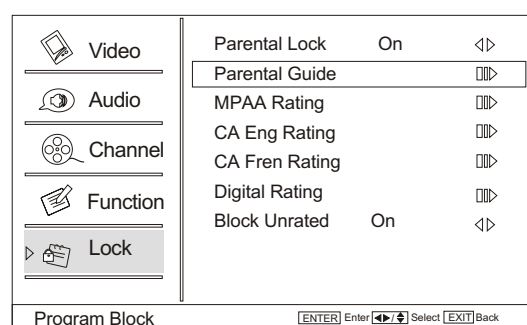 Video
Audio
Channel
Function
Lock
Parental Lock On
Parental Guide
MPAA Rating
CA Eng Rating
CA Fren Rating
Digital Rating
Block Unrated On
Program Block
ENTER Enter ◀▶/▲▼ Select EXIT Back